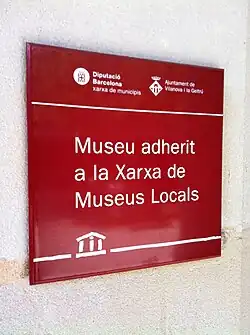 Diputació
Barcelona
xarxa de municipis
Ajuntament de
Vilanova i la Geltrú
Museu adherit
a la Xarxa de
Museus Locals